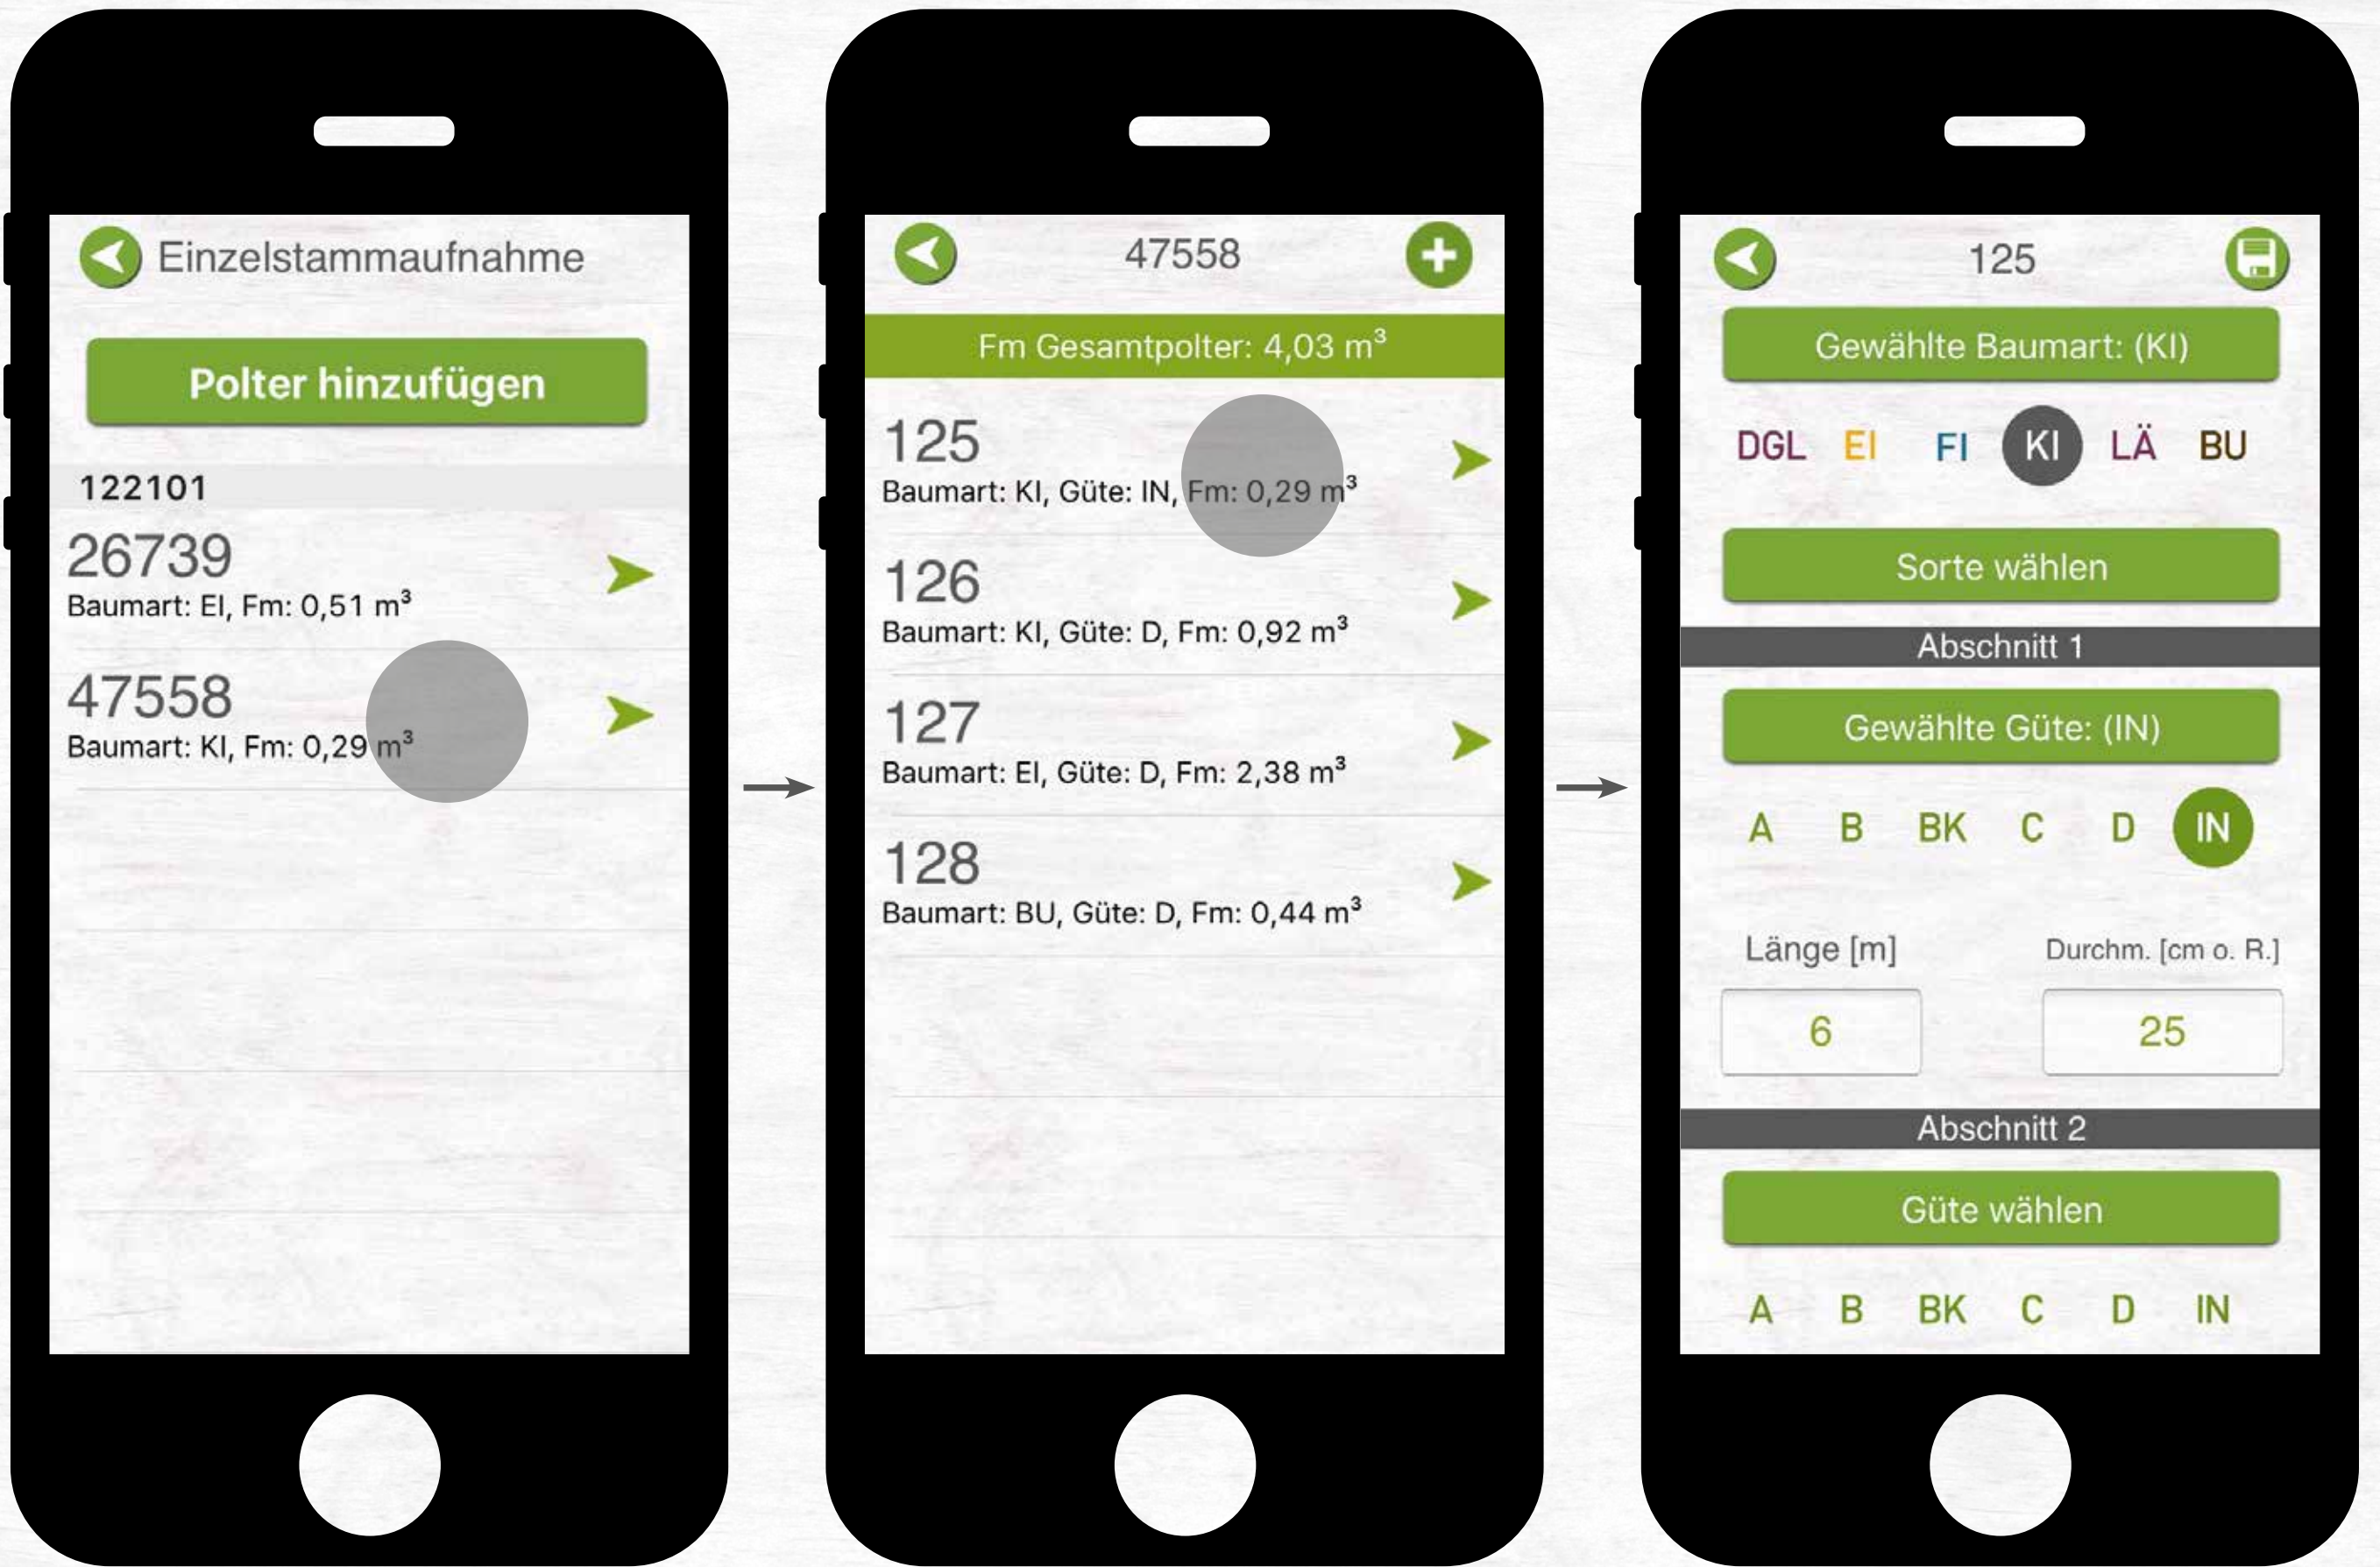 Einzelstammaufnahme
Polter hinzufügen
122101
26739
Baumart: EI, Fm: 0,51 m³
47558
Baumart: KI, Fm: 0,29 m³
47558
Fm Gesamtpolter: 4,03 m³
125
Baumart: KI, Güte: IN, Fm: 0,29 m³
126
Baumart: KI, Güte: D, Fm: 0,92 m³
127
Baumart: EI, Güte: D, Fm: 2,38 m³
128
Baumart: BU, Güte: D, Fm: 0,44 m³
125
Gewählte Baumart: (KI)
DGL EI FI KI LÄ BU
Sorte wählen
Abschnitt 1
Gewählte Güte: (IN)
A B BK C D IN
Länge [m] Durchm. [cm o. R.]
6 25
Abschnitt 2
Güte wählen
A B BK C D IN